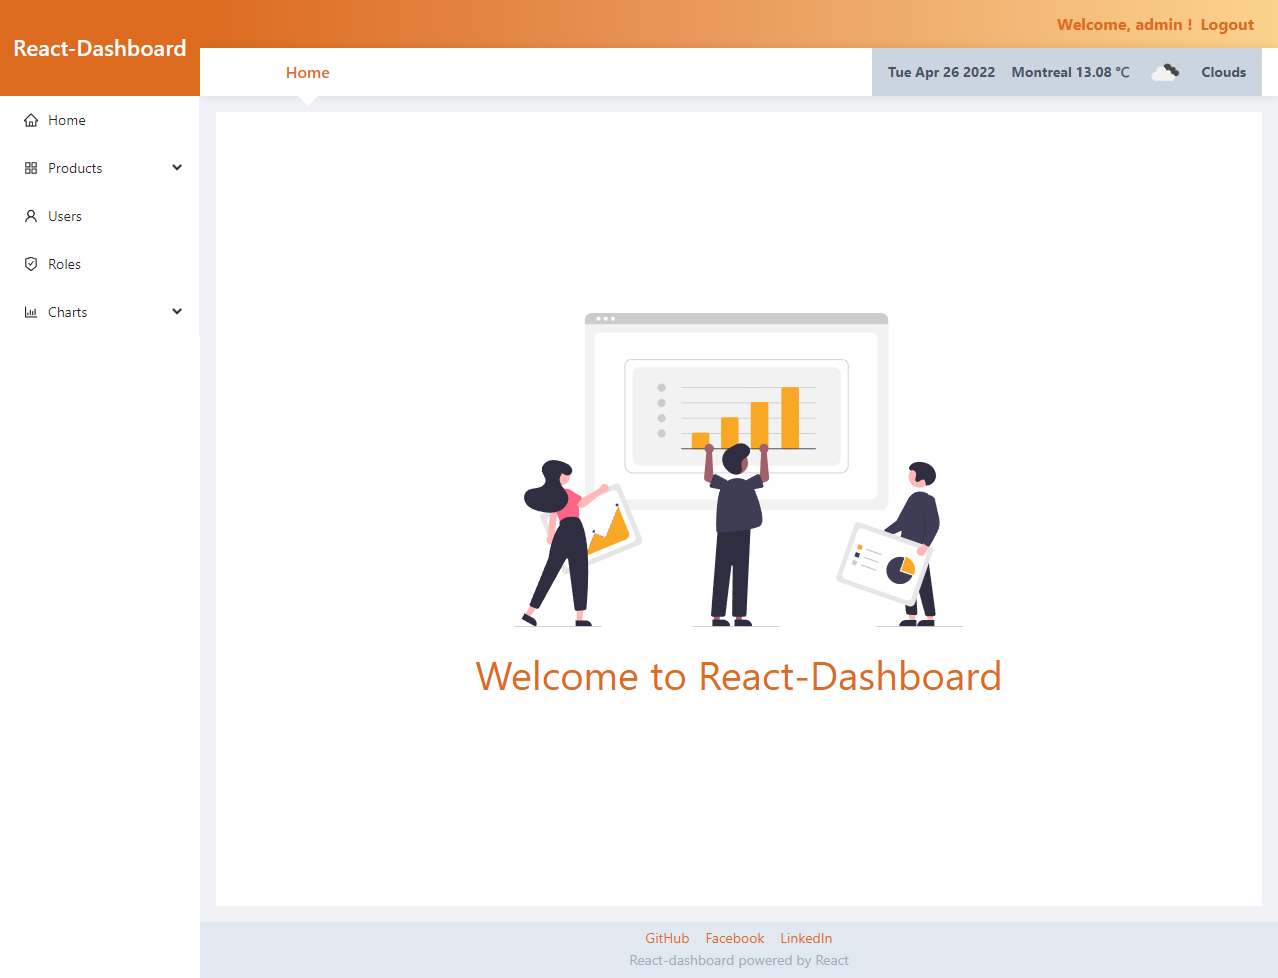 Welcome, admin ! Logout
React-Dashboard
Home
Tue Apr 26 2022 Montreal 13.08 ℃ Clouds
Home
Products
Users
Roles
Charts
Welcome to React-Dashboard
GitHub Facebook LinkedIn
React-dashboard powered by React